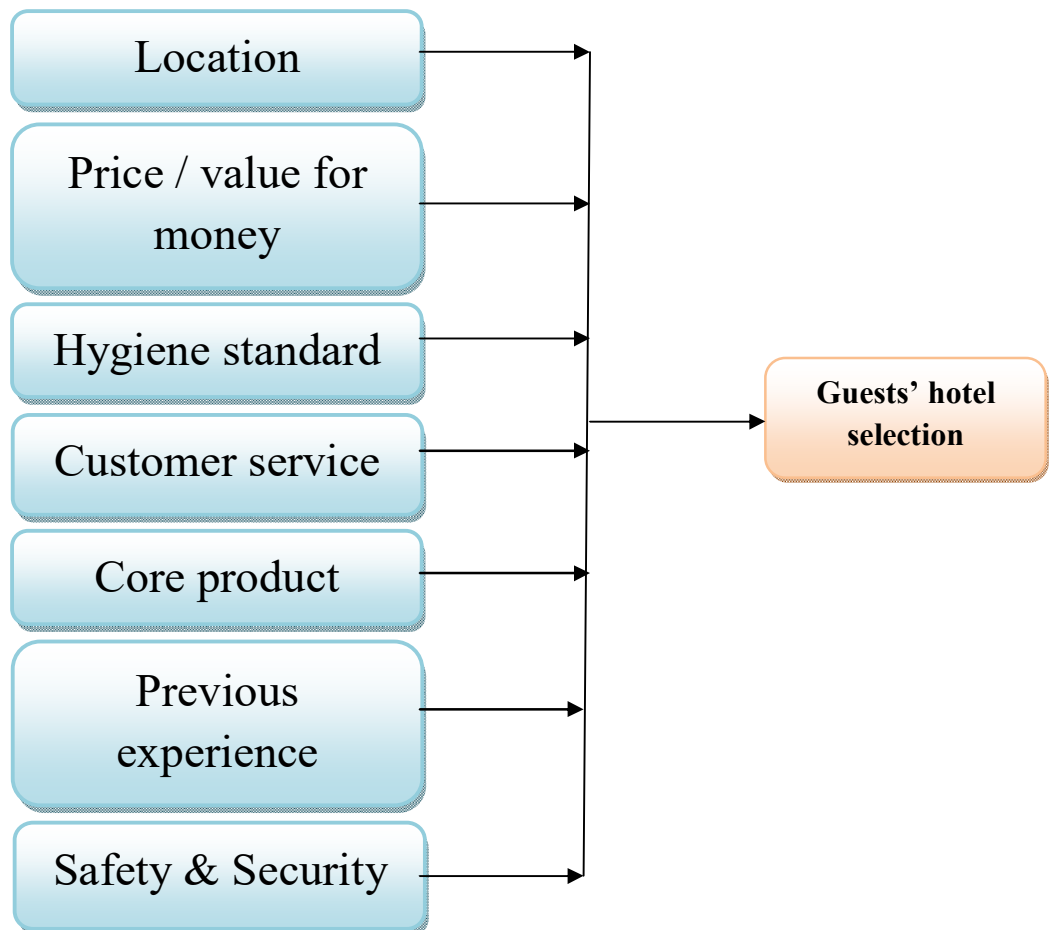 Location
Price / value for
money
Hygiene standard
Customer service
Core product
Previous
experience
Safety & Security
Guests’ hotel
selection